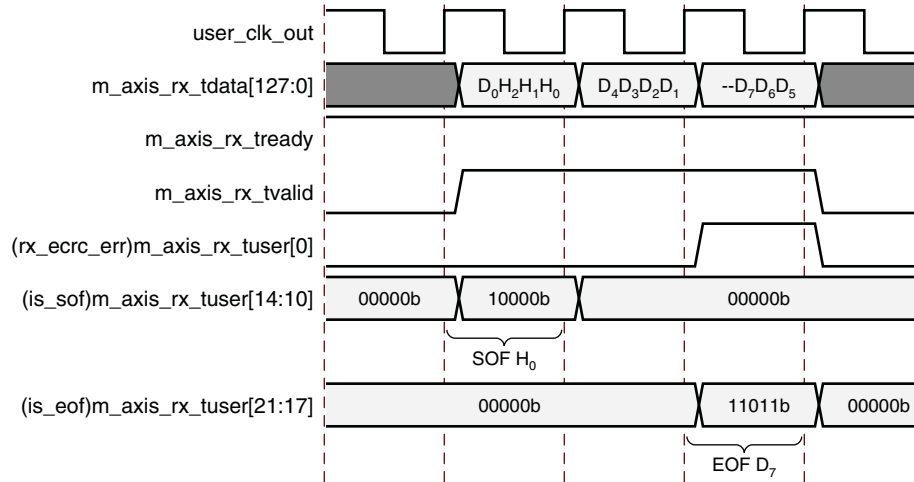 user_clk_out
m_axis_rx_tdata[127:0] D₀H₂H₁H₀ D₄D₃D₂D₁ --D₇D₆D₅
m_axis_rx_tready
m_axis_rx_tvalid
(rx_ecrc_err)m_axis_rx_tuser[0]
(is_sof)m_axis_rx_tuser[14:10] 00000b 10000b 00000b
SOF H₀
(is_eof)m_axis_rx_tuser[21:17] 00000b 11011b 00000b
EOF D₇